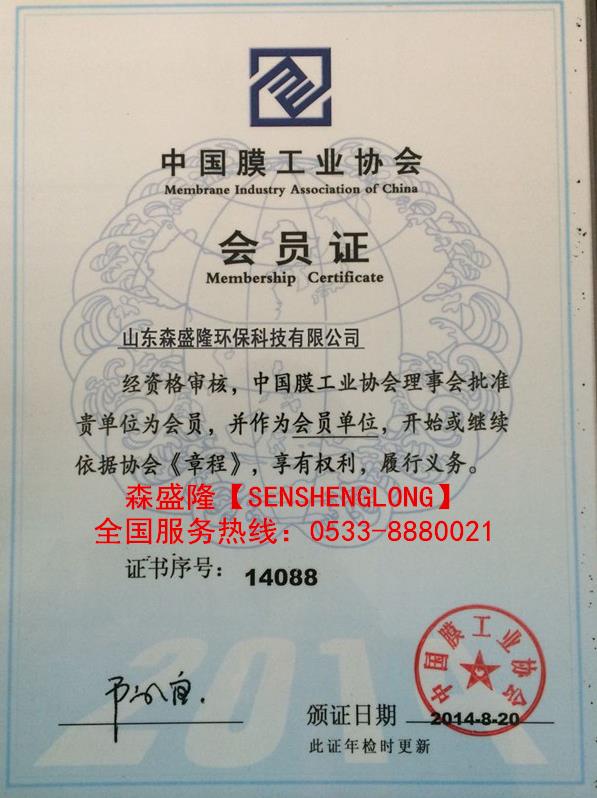 中国膜工业协会
Membrane Industry Association of China
会员证
Membership Certificate
山东森盛隆环保科技有限公司
经资格审核，中国膜工业协会理事会批准
贵单位为会员，并作为会员单位，开始或继续
依据协会《章程》，享有权利，履行义务。
森盛隆【SENSHENGLONG】
全国服务热线：0533-8880021
证书序号：14088
中国膜工业协会
颁证日期 2014-8-20
此证年检时更新
2014